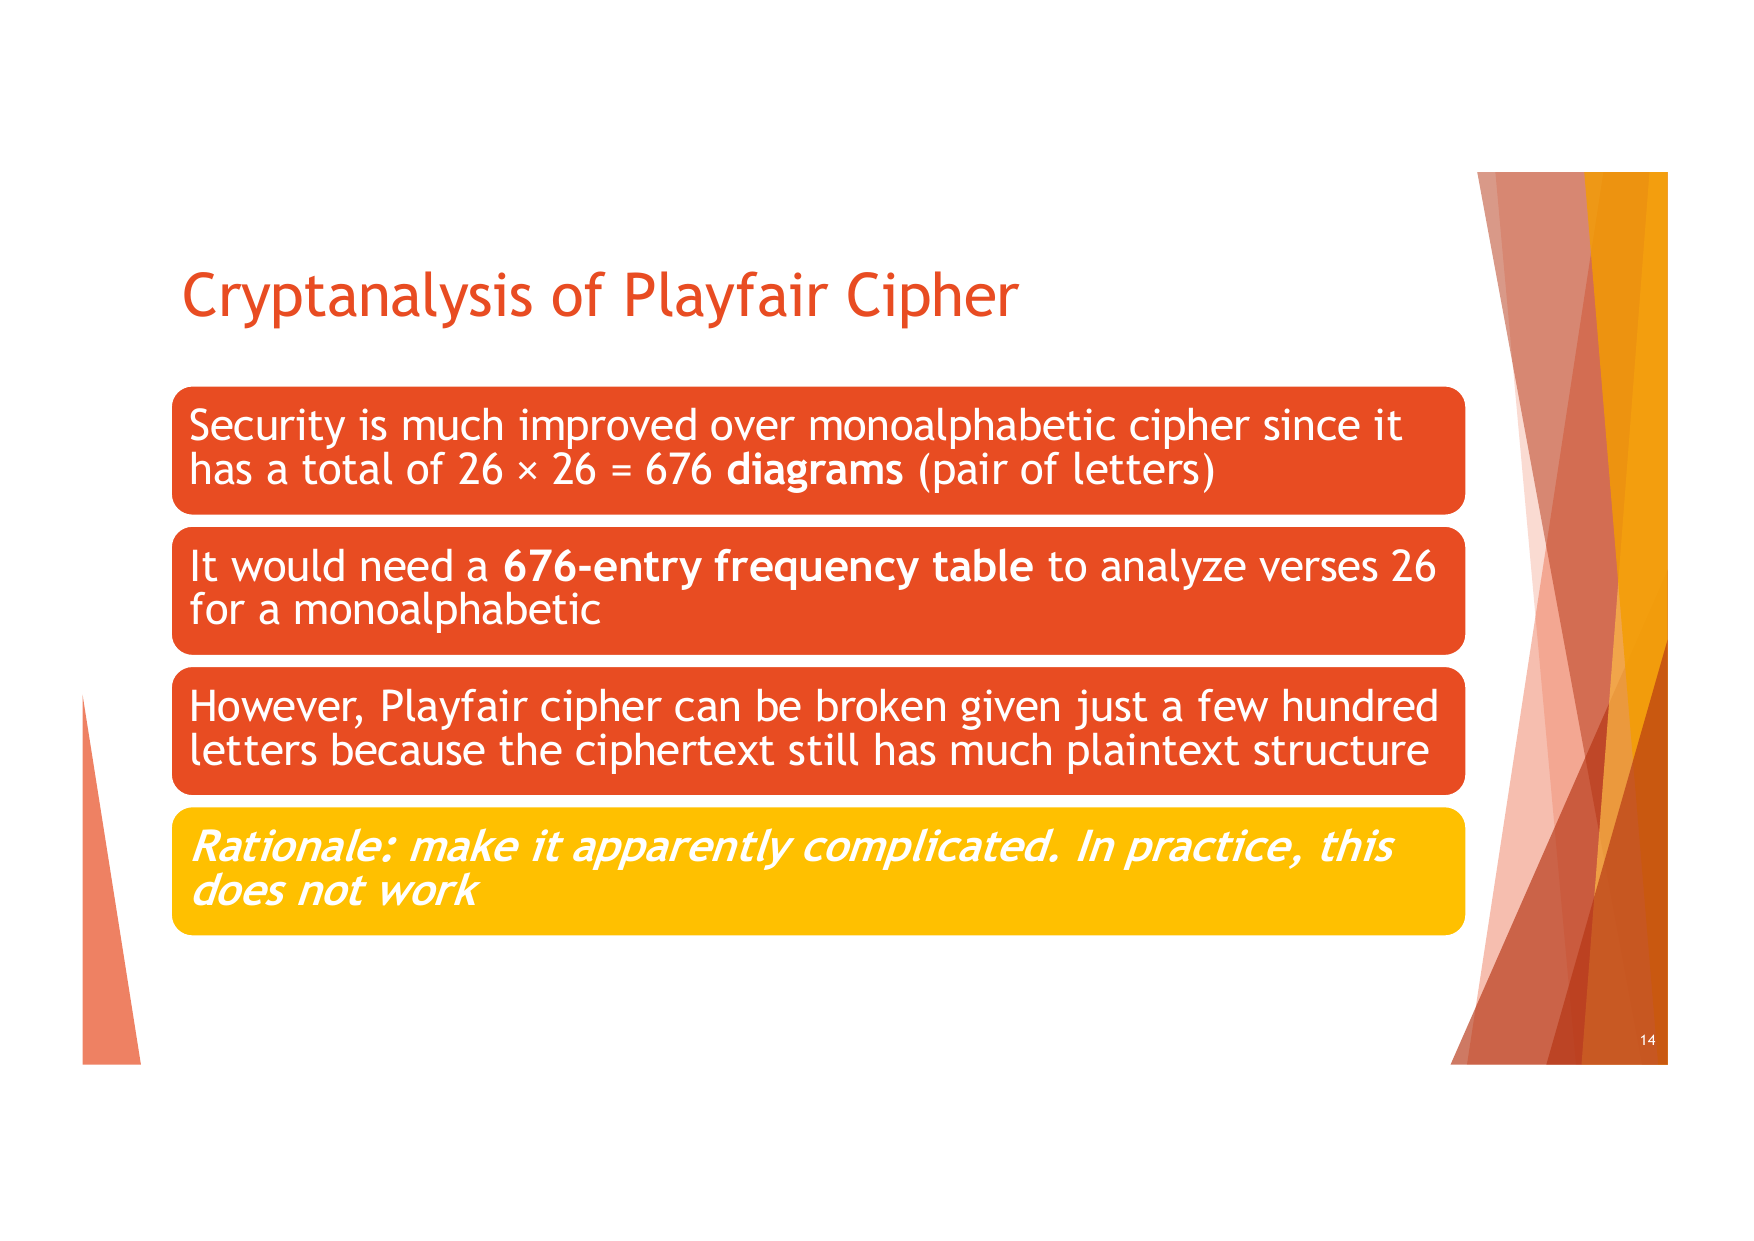 Cryptanalysis of Playfair Cipher
Security is much improved over monoalphabetic cipher since it
has a total of 26 × 26 = 676 diagrams (pair of letters)
It would need a 676-entry frequency table to analyze verses 26
for a monoalphabetic
However, Playfair cipher can be broken given just a few hundred
letters because the ciphertext still has much plaintext structure
Rationale: make it apparently complicated. In practice, this
does not work
14